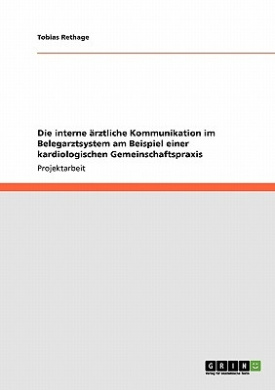 Tobias Rethage
Die interne ärztliche Kommunikation im
Belegarztsystem am Beispiel einer
kardiologischen Gemeinschaftspraxis
Projektarbeit
GRIN